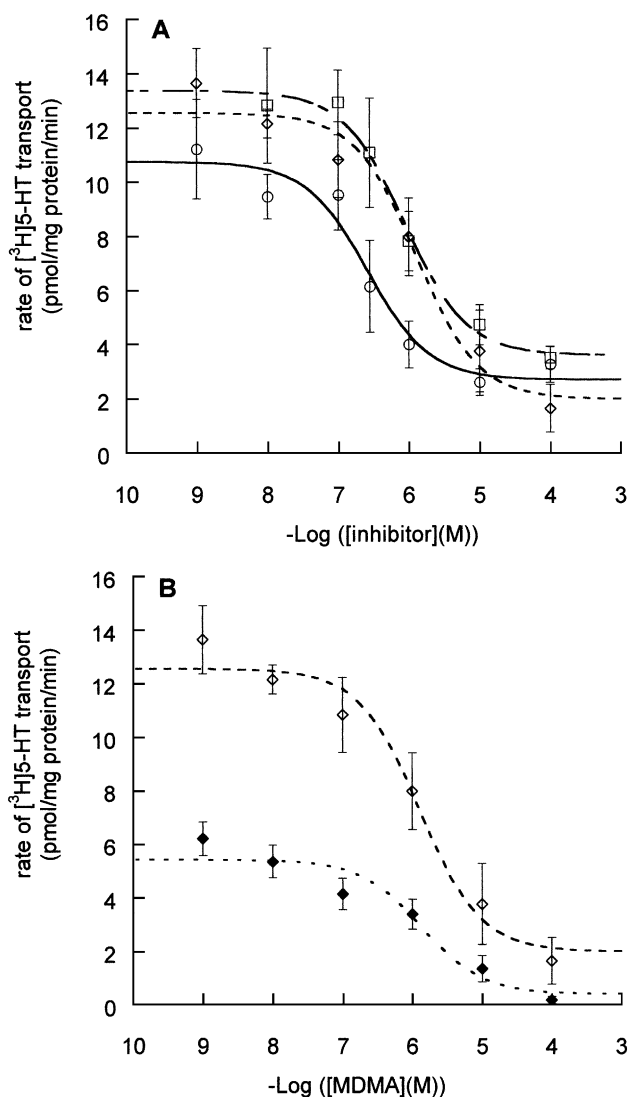 A
rate of [³H]5-HT transport
(pmol/mg protein/min)
16
14
12
10
8
6
4
2
0
10 9 8 7 6 5 4 3
-Log ([inhibitor](M))
B
rate of [³H]5-HT transport
(pmol/mg protein/min)
16
14
12
10
8
6
4
2
0
10 9 8 7 6 5 4 3
-Log ([MDMA](M))